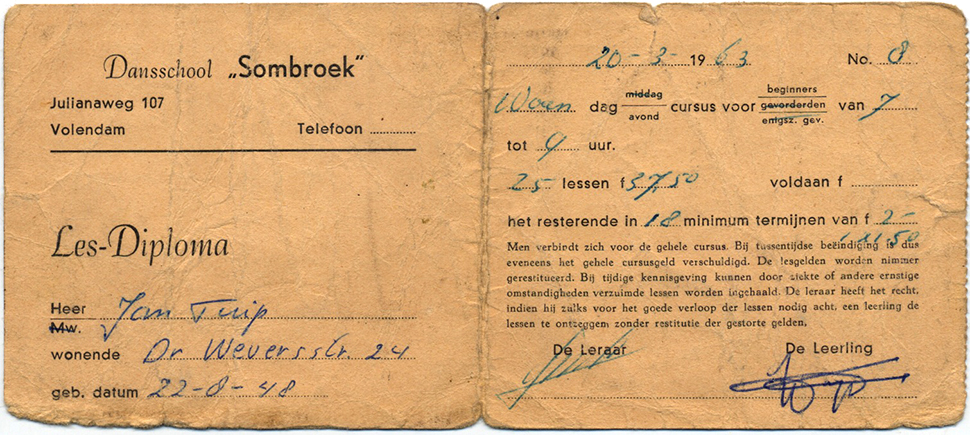 Dansschool „Sombroek"
Julianaweg 107
Volendam Telefoon
Les-Diploma
Heer Jan Tuip
Mw.
wonende Dr Weversstr. 24
geb. datum 22-8-48
20-3-1963 No. 8
middag beginners
Woen dag cursus voor gevorderden van 7
avond enigsz. gev.
tot 9 uur.
25 lessen f 37,50 voldaan f
het resterende in 18 minimum termijnen van f 2-
1 1.50
Men verbindt zich voor de gehele cursus. Bij tussentijdse beëindiging is dus
eveneens het gehele cursusgeld verschuldigd. De lesgelden worden nimmer
gerestitueerd. Bij tijdige kennisgeving kunnen door ziekte of andere ernstige
omstandigheden verzuimde lessen worden ingehaald. De leraar heeft het recht,
indien hij zulks voor het goede verloop der lessen nodig acht, een leerling de
lessen te ontzeggen zonder restitutie der gestorte gelden.
De Leraar De Leerling